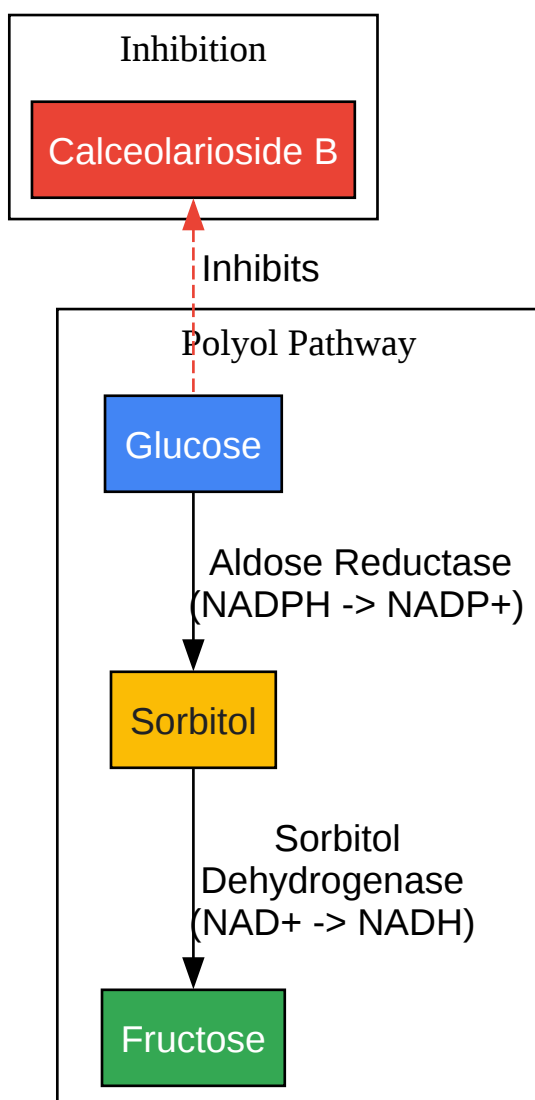 Inhibition
Calceolarioside B
Inhibits
Polyol Pathway
Glucose
Aldose Reductase
(NADPH -> NADP+)
Sorbitol
Sorbitol
Dehydrogenase
(NAD+ -> NADH)
Fructose